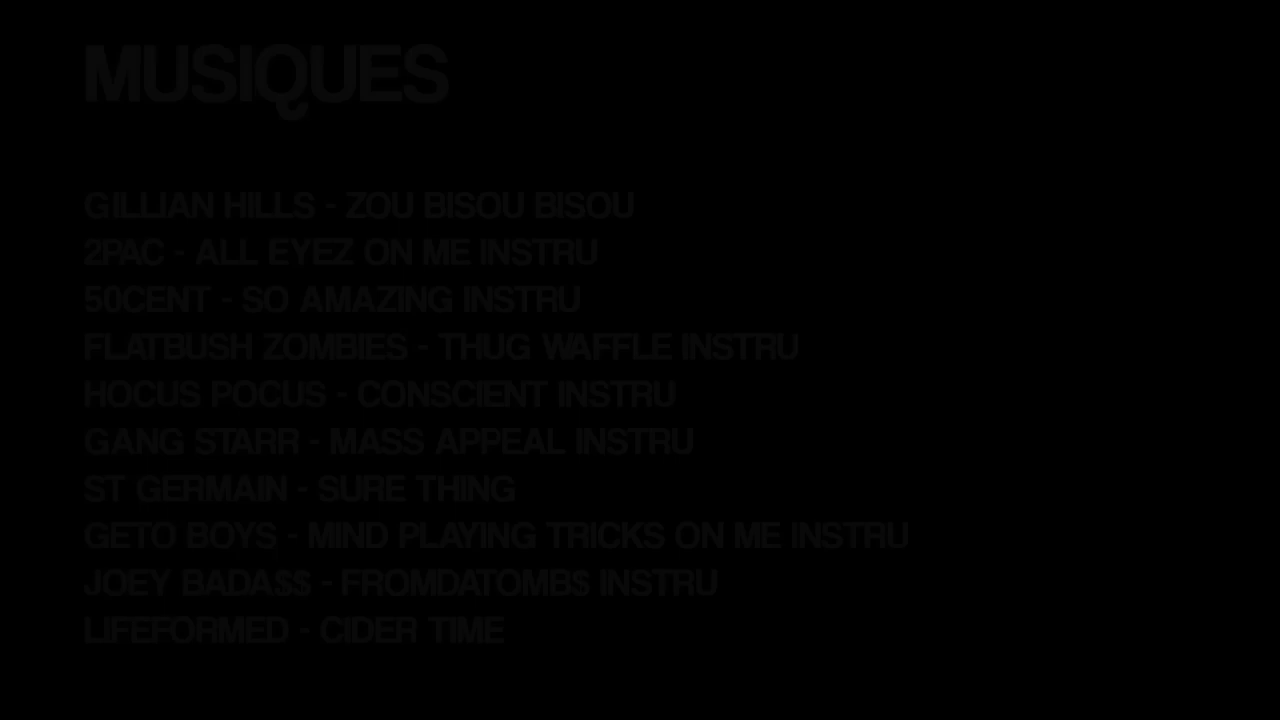 MUSIQUES
GILLIAN HILLS - ZOU BISOU BISOU
2PAC - ALL EYEZ ON ME INSTRU
50CENT - SO AMAZING INSTRU
FLATBUSH ZOMBIES - THUG WAFFLE INSTRU
HOCUS POCUS - CONSCIENT INSTRU
GANG STARR - MASS APPEAL INSTRU
ST GERMAIN - SURE THING
GETO BOYS - MIND PLAYING TRICKS ON ME INSTRU
JOEY BADA$$ - FROMDATOMB$ INSTRU
LIFEFORMED - CIDER TIME